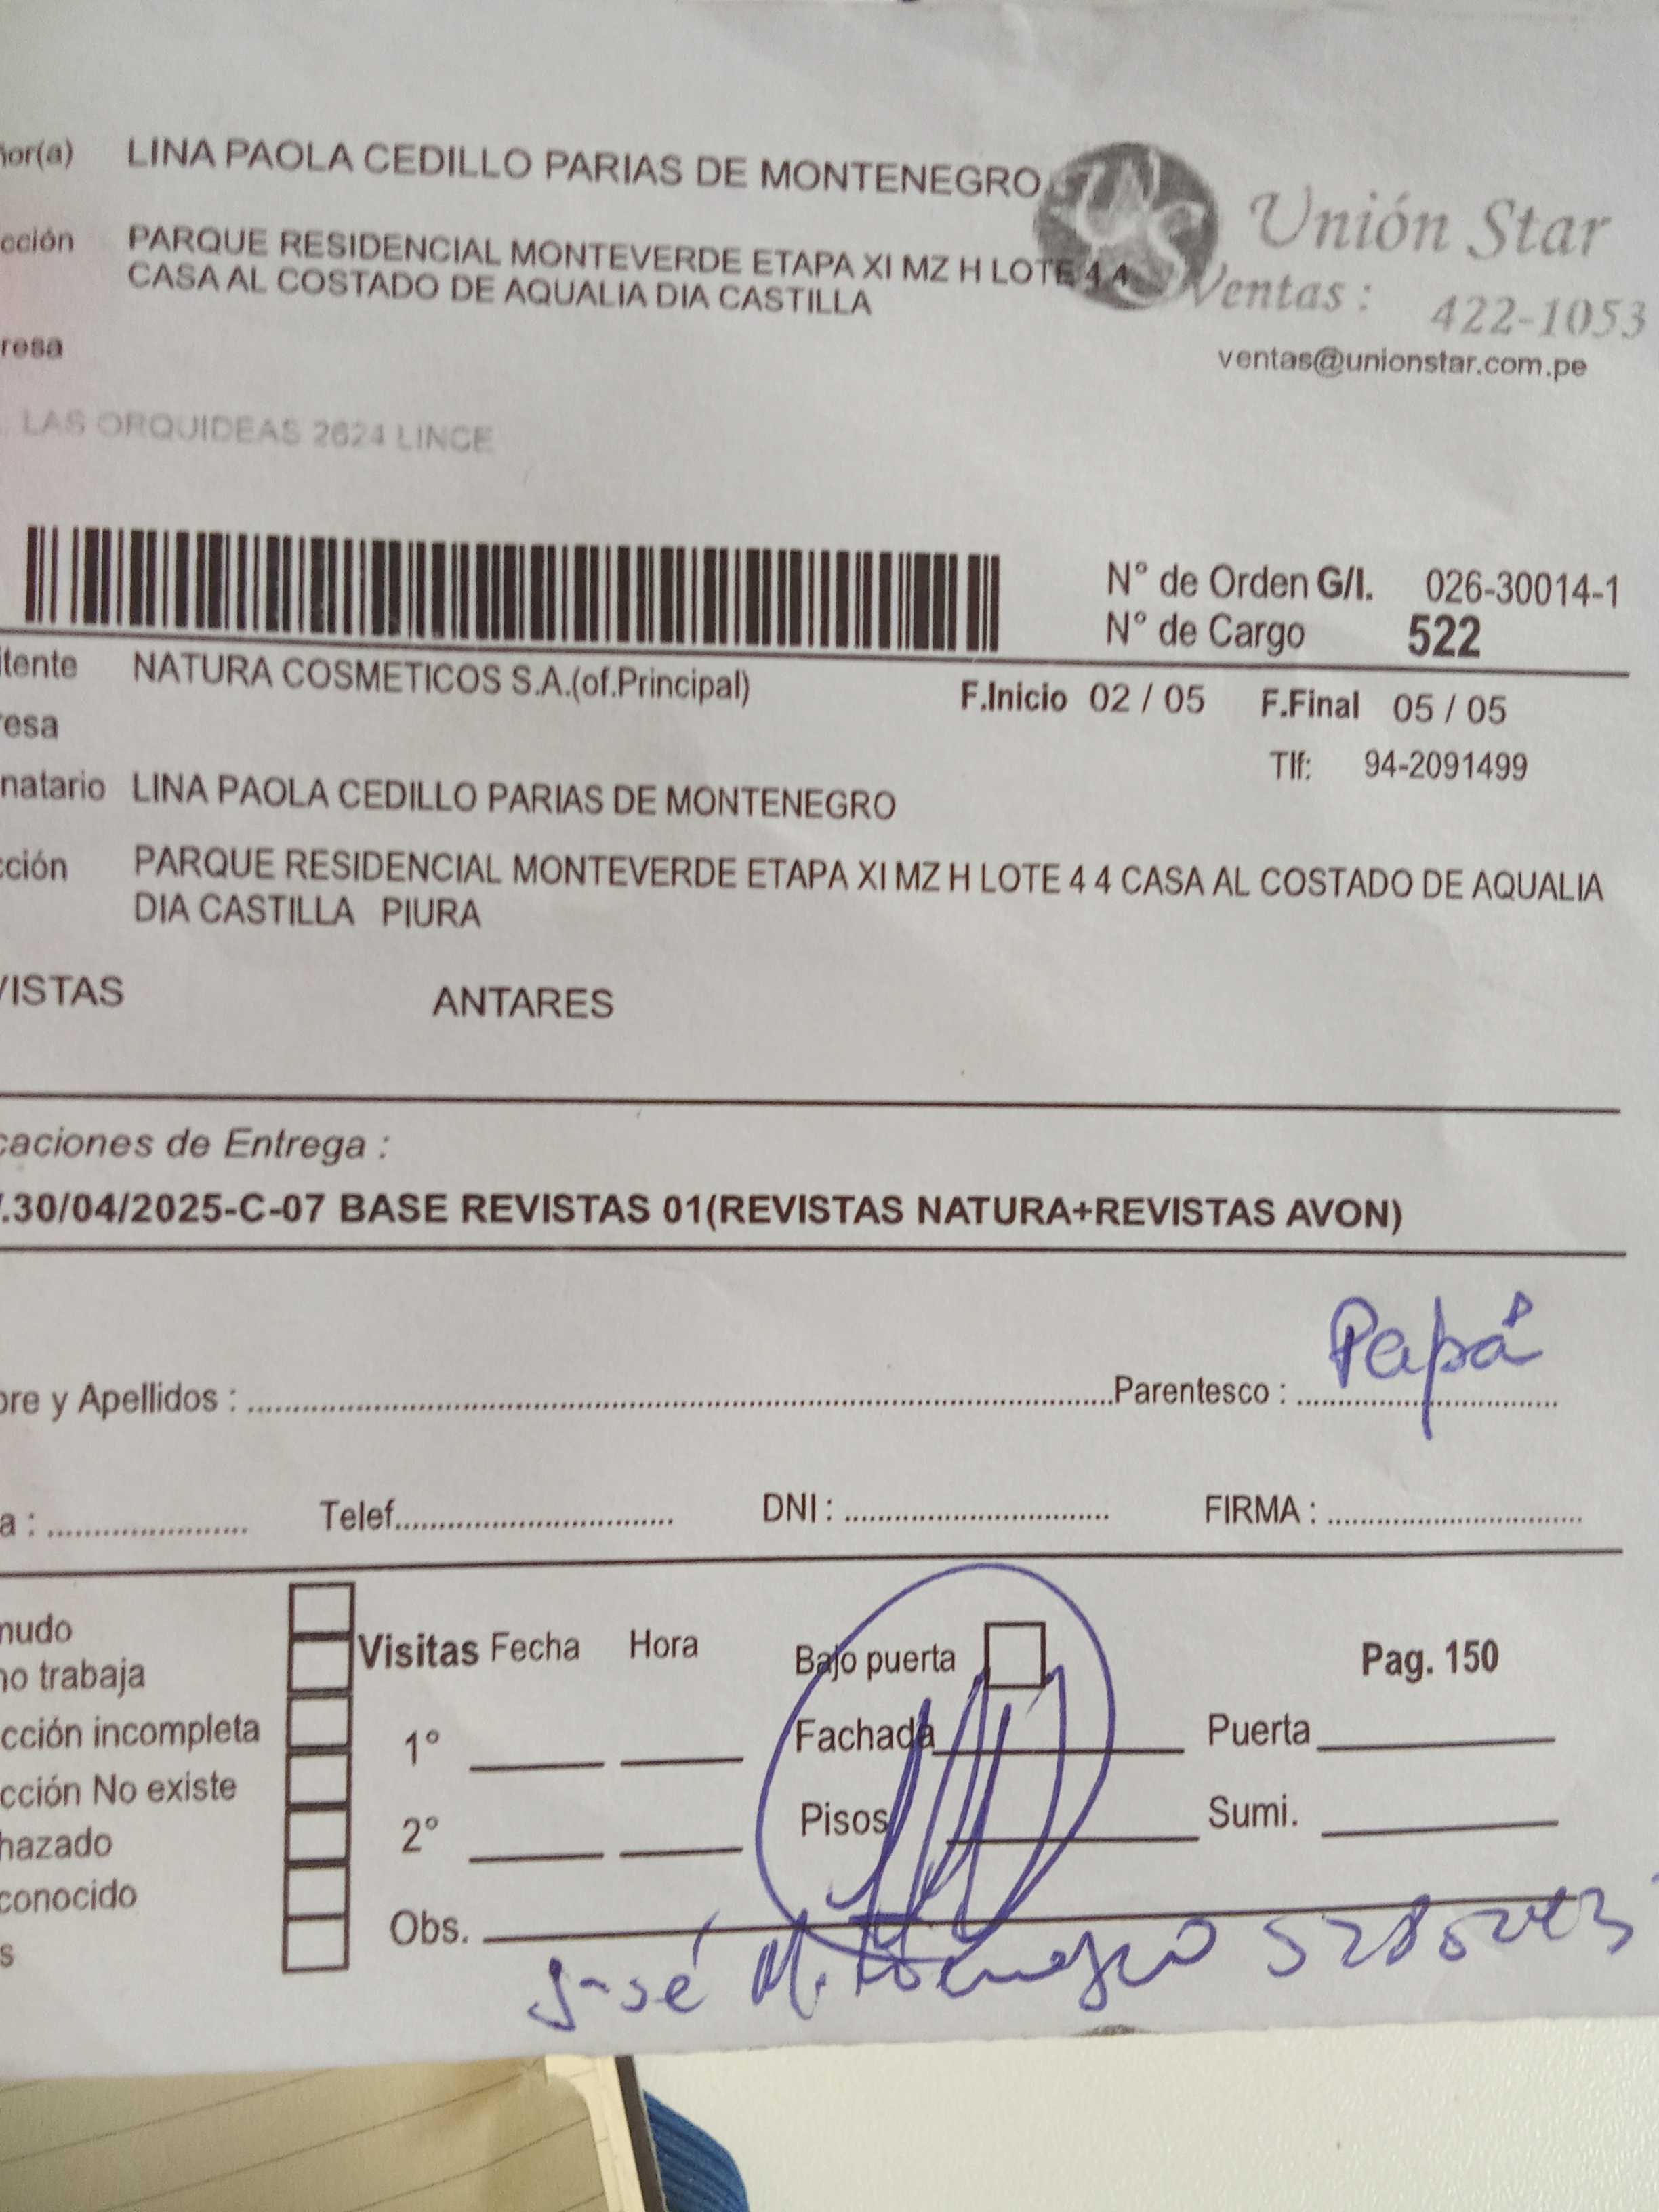 ñor(a) LINA PAOLA CEDILLO PARIAS DE MONTENEGRO
Unión Star
cción PARQUE RESIDENCIAL MONTEVERDE ETAPA XI MZ H LOTE 4 4
CASA AL COSTADO DE AQUALIA DIA CASTILLA
Ventas : 422-1053
resa
ventas@unionstar.com.pe
LAS ORQUIDEAS 2624 LINCE
N° de Orden G/I. 026-30014-1
N° de Cargo 522
itente NATURA COSMETICOS S.A.(of.Principal)
F.Inicio 02 / 05 F.Final 05 / 05
resa
Tlf: 94-2091499
natario LINA PAOLA CEDILLO PARIAS DE MONTENEGRO
cción PARQUE RESIDENCIAL MONTEVERDE ETAPA XI MZ H LOTE 4 4 CASA AL COSTADO DE AQUALIA
DIA CASTILLA PIURA
VISTAS ANTARES
caciones de Entrega :
.30/04/2025-C-07 BASE REVISTAS 01(REVISTAS NATURA+REVISTAS AVON)
Papá
bre y Apellidos : Parentesco :
a : Telef. DNI : FIRMA :
nudo
Visitas Fecha Hora Bajo puerta Pag. 150
no trabaja
cción incompleta 1° Fachada Puerta
cción No existe
hazado 2° Pisos Sumi.
conocido
s Obs.
José